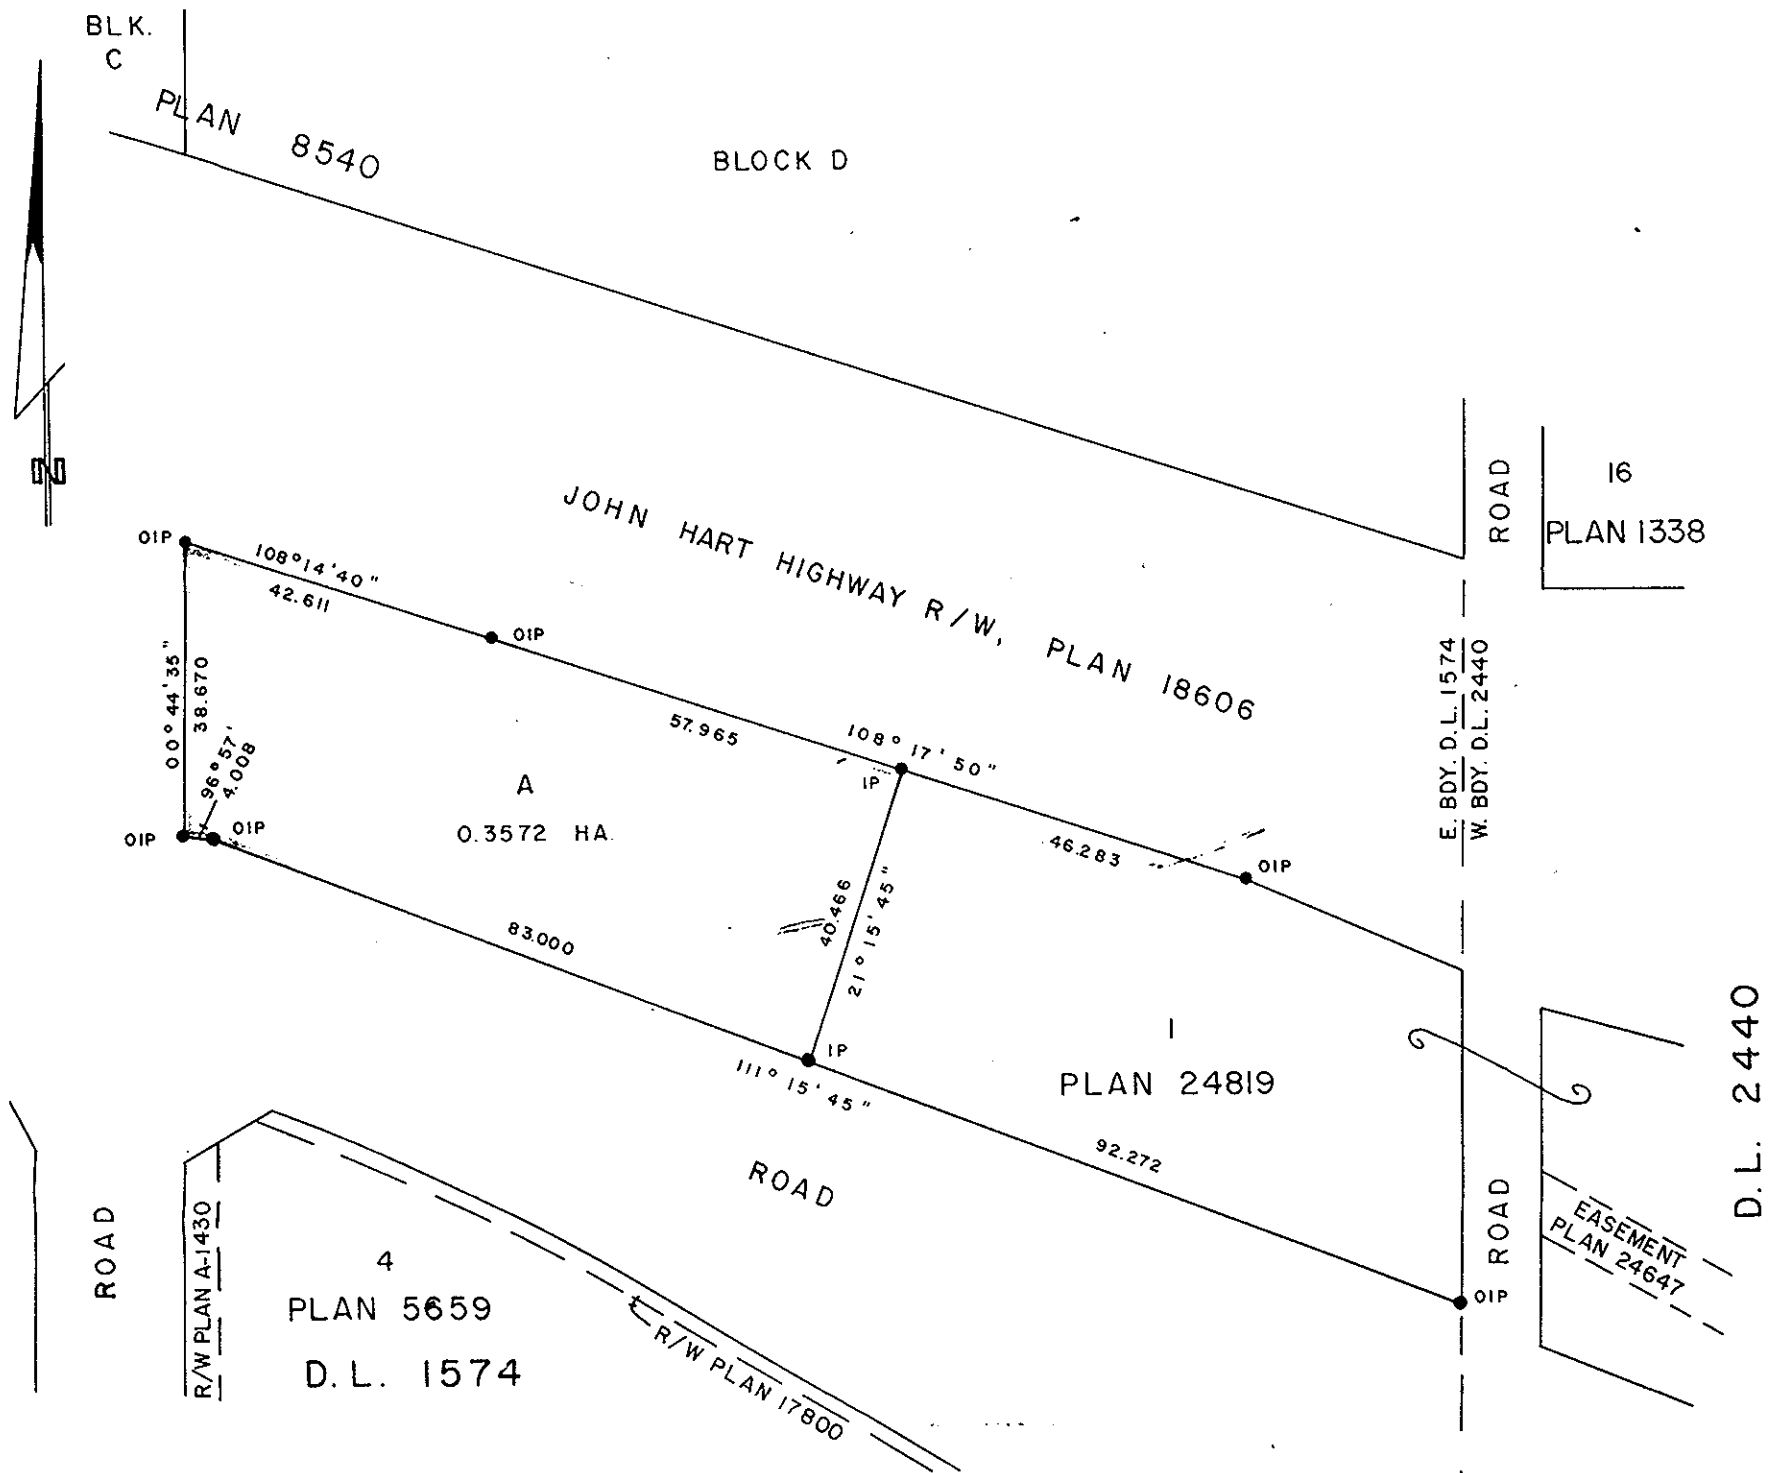 BLK.
C
PLAN 8540
BLOCK D
N
JOHN HART HIGHWAY R/W, PLAN 18606
ROAD
16
PLAN 1338
OIP
108°14'40"
42.611
OIP
57.965
108° 17' 50"
IP
46.283
OIP
E. BDY. D.L. 1574
W. BDY. D.L. 2440
00°44'35"
38.670
96°57'
4.008
OIP
OIP
A
0.3572 HA.
83.000
40.466
21° 15' 45"
IP
111° 15' 45"
1
PLAN 24819
92.272
D.L. 2440
ROAD
ROAD
EASEMENT
PLAN 24647
OIP
ROAD
R/W PLAN A-1430
4
PLAN 5659
D.L. 1574
R/W PLAN 17800